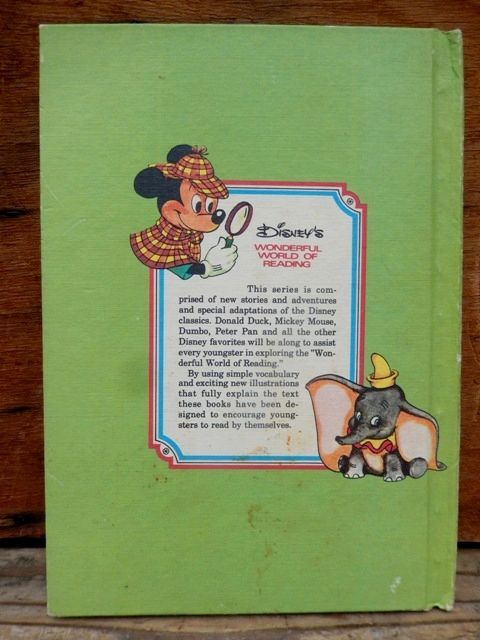 Disney's
WONDERFUL
WORLD OF
READING
This series is com-
prised of new stories and adventures
and special adaptations of the Disney
classics. Donald Duck, Mickey Mouse,
Dumbo, Peter Pan and all the other
Disney favorites will be along to assist
every youngster in exploring the "Won-
derful World of Reading."
By using simple vocabulary
and exciting new illustrations
that fully explain the text
these books have been de-
signed to encourage young-
sters to read by themselves.